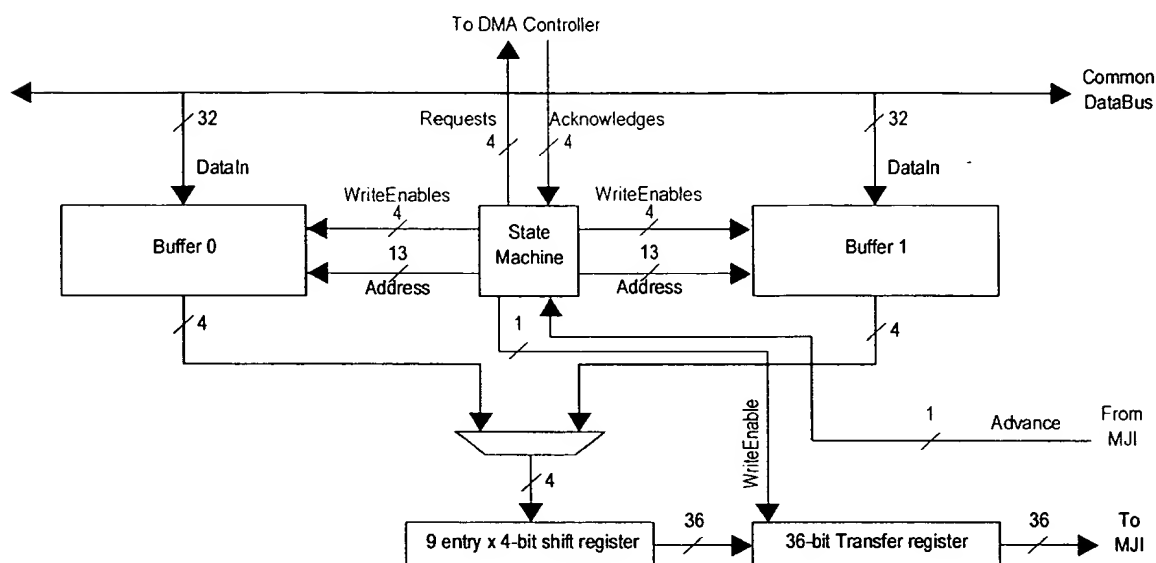 To DMA Controller
Common
DataBus
32
Requests
4
Acknowledges
4
32
DataIn
DataIn
WriteEnables
4
WriteEnables
4
Buffer 0
State
Machine
Buffer 1
13
Address
13
Address
4
1
4
1
Advance
From
MJI
WriteEnable
4
9 entry x 4-bit shift register
36
36-bit Transfer register
36
To
MJI